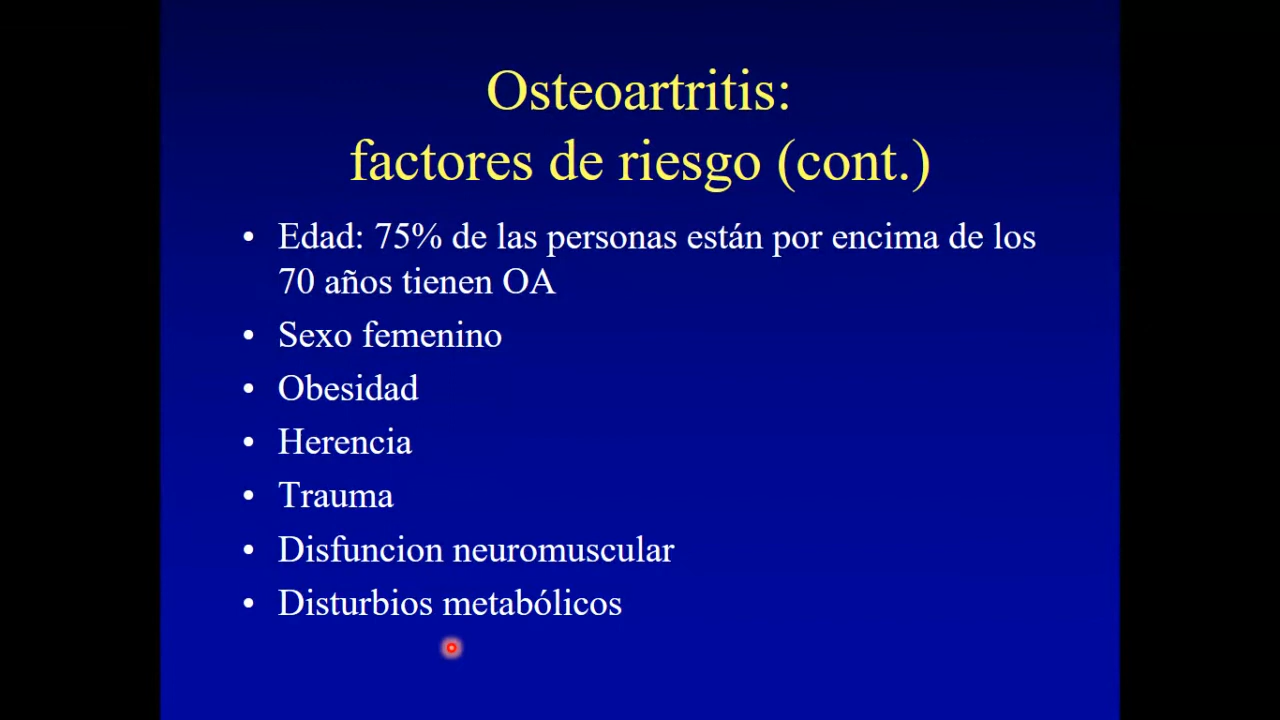 Osteoartritis:
factores de riesgo (cont.)
• Edad: 75% de las personas están por encima de los
70 años tienen OA
• Sexo femenino
• Obesidad
• Herencia
• Trauma
• Disfuncion neuromuscular
• Disturbios metabólicos